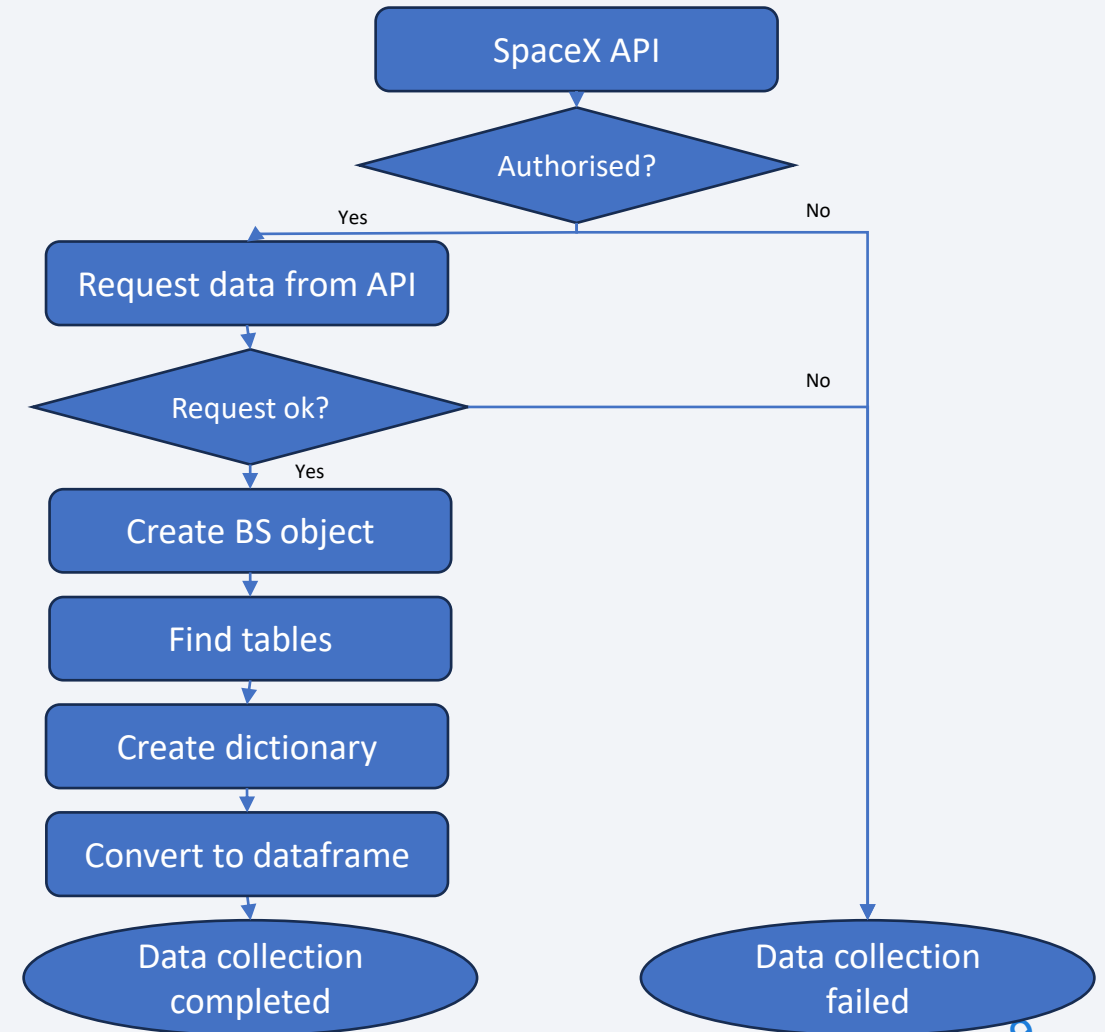 SpaceX API
Authorised?
Yes
No
Request data from API
No
Request ok?
Yes
Create BS object
Find tables
Create dictionary
Convert to dataframe
Data collection
completed
Data collection
failed